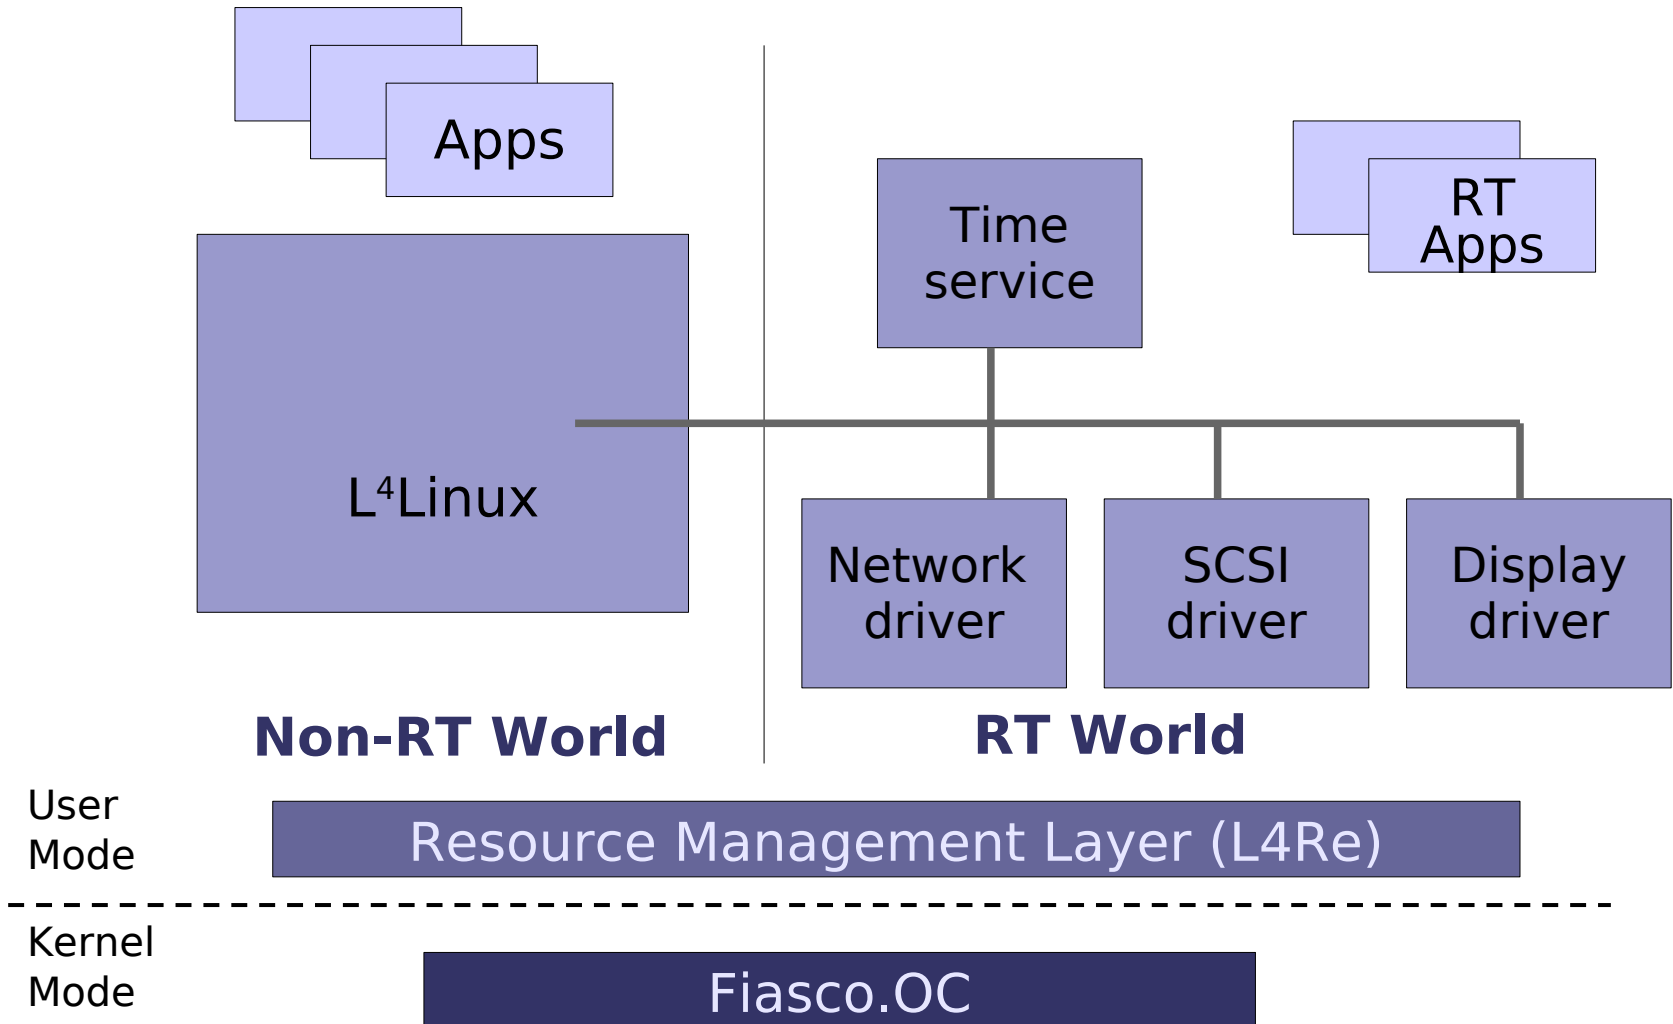 Apps
Time
service
RT
Apps
L⁴Linux
Network
driver
SCSI
driver
Display
driver
Non-RT World
RT World
User
Mode
Resource Management Layer (L4Re)
Kernel
Mode
Fiasco.OC